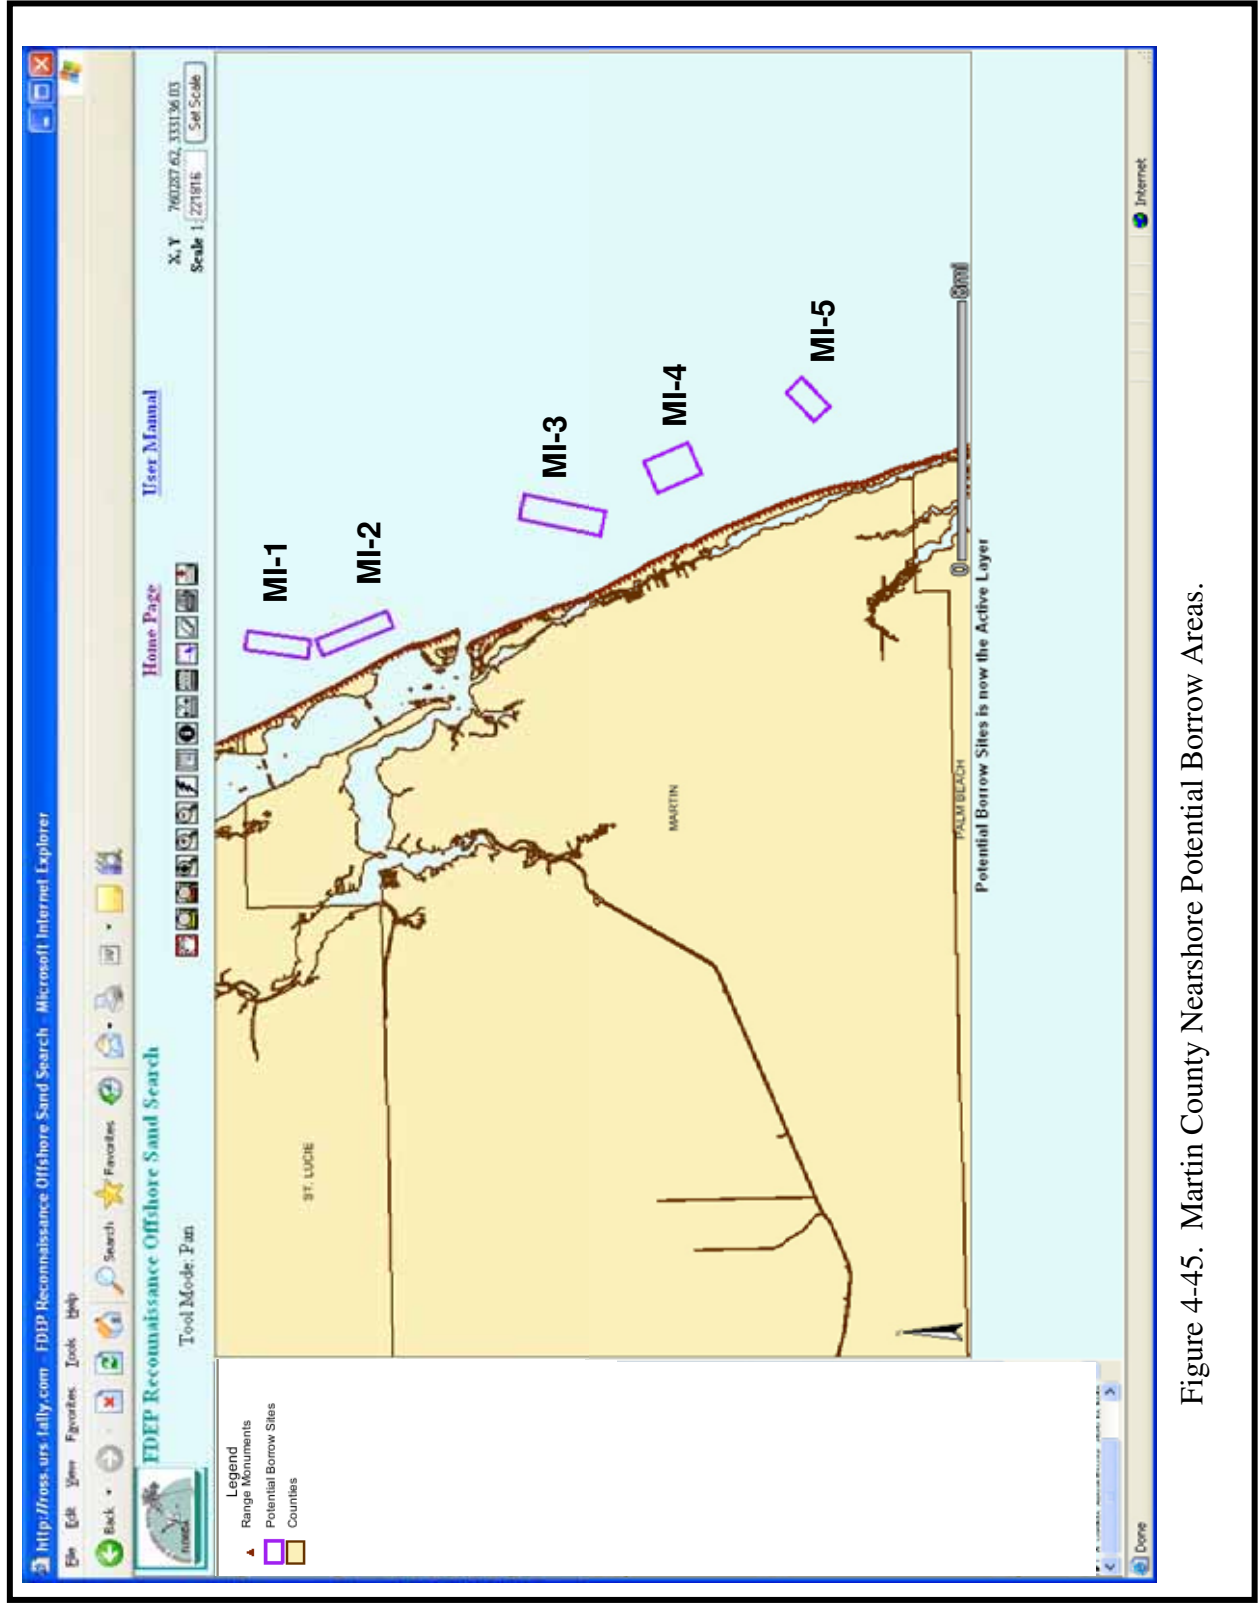 http://ross.urs-tally.com - FDEP Reconnaissance Offshore Sand Search - Microsoft Internet Explorer
File Edit View Favorites Tools Help
Back Search Favorites
FDEP Reconnaissance Offshore Sand Search
Home Page
User Manual
Tool Mode: Pan
X, Y 760287.62, 333136.03
Scale 1: 221816 Set Scale
Legend
Range Monuments
Potential Borrow Sites
Counties
ST. LUCIE
MARTIN
PALM BEACH
MI-1
MI-2
MI-3
MI-4
MI-5
0
Potential Borrow Sites is now the Active Layer
Done
Internet
Figure 4-45. Martin County Nearshore Potential Borrow Areas.